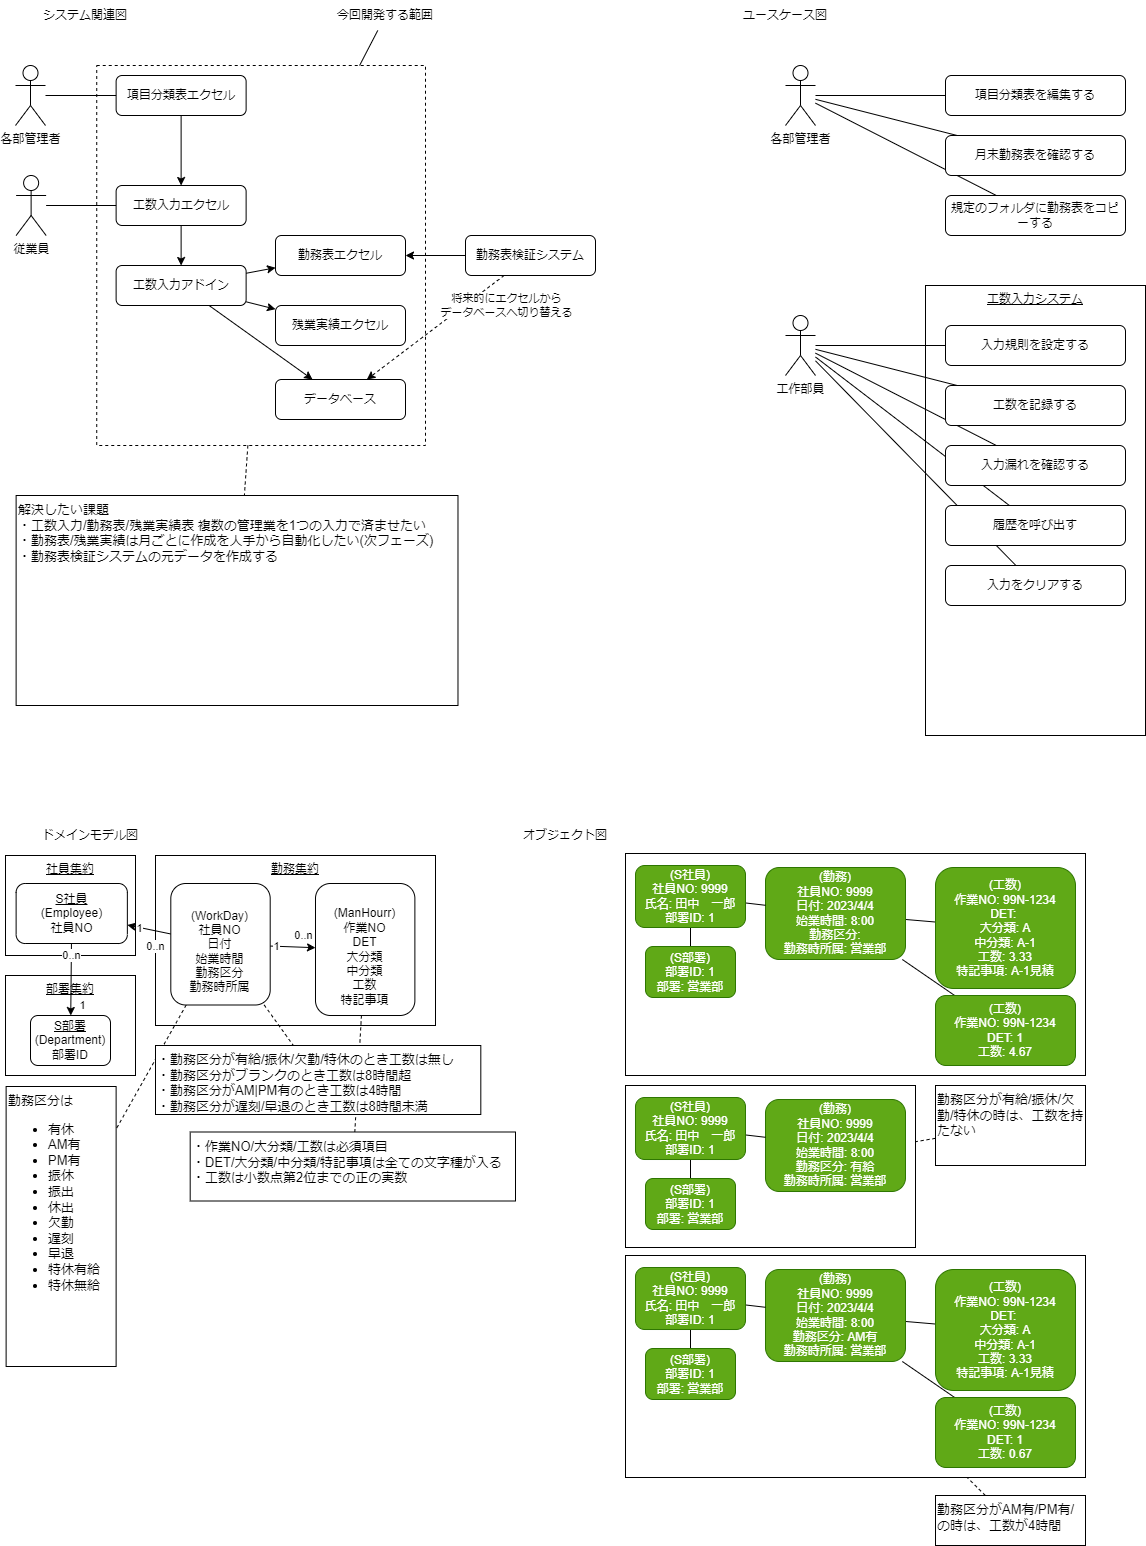 システム関連図
今回開発する範囲
各部管理者
項目分類表エクセル
従業員
工数入力エクセル
工数入力アドイン
勤務表エクセル
勤務表検証システム
残業実績エクセル
将来的にエクセルから
データベースへ切り替える
データベース
解決したい課題
・工数入力/勤務表/残業実績表 複数の管理業を1つの入力で済ませたい
・勤務表/残業実績は月ごとに作成を人手から自動化したい(次フェーズ)
・勤務表検証システムの元データを作成する
ユースケース図
各部管理者
項目分類表を編集する
月末勤務表を確認する
規定のフォルダに勤務表をコピ
ーする
工作部員
工数入力システム
入力規則を設定する
工数を記録する
入力漏れを確認する
履歴を呼び出す
入力をクリアする
ドメインモデル図
社員集約
S社員
(Employee)
社員NO
0..n
部署集約
1
S部署
(Department)
部署ID
勤務集約
1
0..n
(WorkDay)
社員NO
日付
始業時間
勤務区分
勤務時所属
1
0..n
(ManHourr)
作業NO
DET
大分類
中分類
工数
特記事項
・勤務区分が有給/振休/欠勤/特休のとき工数は無し
・勤務区分がブランクのとき工数は8時間超
・勤務区分がAM|PM有のとき工数は4時間
・勤務区分が遅刻/早退のとき工数は8時間未満
・作業NO/大分類/工数は必須項目
・DET/大分類/中分類/特記事項は全ての文字種が入る
・工数は小数点第2位までの正の実数
勤務区分は
• 有休
• AM有
• PM有
• 振休
• 振出
• 休出
• 欠勤
• 遅刻
• 早退
• 特休有給
• 特休無給
オブジェクト図
(S社員)
社員NO: 9999
氏名: 田中　一郎
部署ID: 1
(S部署)
部署ID: 1
部署: 営業部
(勤務)
社員NO: 9999
日付: 2023/4/4
始業時間: 8:00
勤務区分:
勤務時所属: 営業部
(工数)
作業NO: 99N-1234
DET:
大分類: A
中分類: A-1
工数: 3.33
特記事項: A-1見積
(工数)
作業NO: 99N-1234
DET: 1
工数: 4.67
(S社員)
社員NO: 9999
氏名: 田中　一郎
部署ID: 1
(S部署)
部署ID: 1
部署: 営業部
(勤務)
社員NO: 9999
日付: 2023/4/4
始業時間: 8:00
勤務区分: 有給
勤務時所属: 営業部
勤務区分が有給/振休/欠
勤/特休の時は、工数を持
たない
(S社員)
社員NO: 9999
氏名: 田中　一郎
部署ID: 1
(S部署)
部署ID: 1
部署: 営業部
(勤務)
社員NO: 9999
日付: 2023/4/4
始業時間: 8:00
勤務区分: AM有
勤務時所属: 営業部
(工数)
作業NO: 99N-1234
DET:
大分類: A
中分類: A-1
工数: 3.33
特記事項: A-1見積
(工数)
作業NO: 99N-1234
DET: 1
工数: 0.67
勤務区分がAM有/PM有/
の時は、工数が4時間